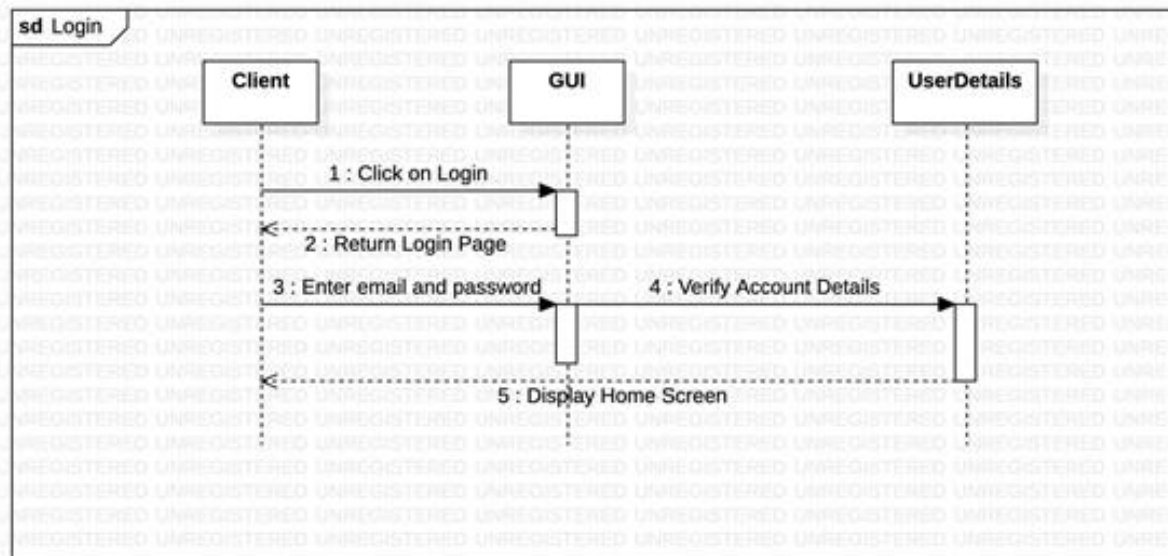 sd Login
Client
GUI
UserDetails
1 : Click on Login
2 : Return Login Page
3 : Enter email and password
4 : Verify Account Details
5 : Display Home Screen
UNREGISTERED